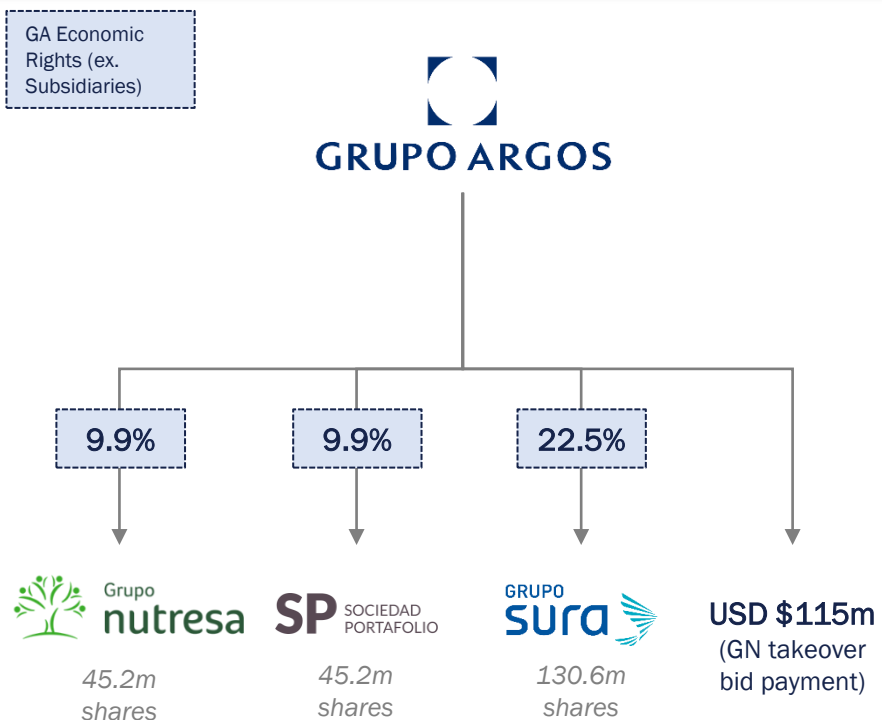 GA Economic
Rights (ex.
Subsidiaries)
GRUPO ARGOS
9.9%
9.9%
22.5%
Grupo
nutresa
45.2m
shares
SP SOCIEDAD
PORTAFOLIO
45.2m
shares
GRUPO
sura
130.6m
shares
USD $115m
(GN takeover
bid payment)